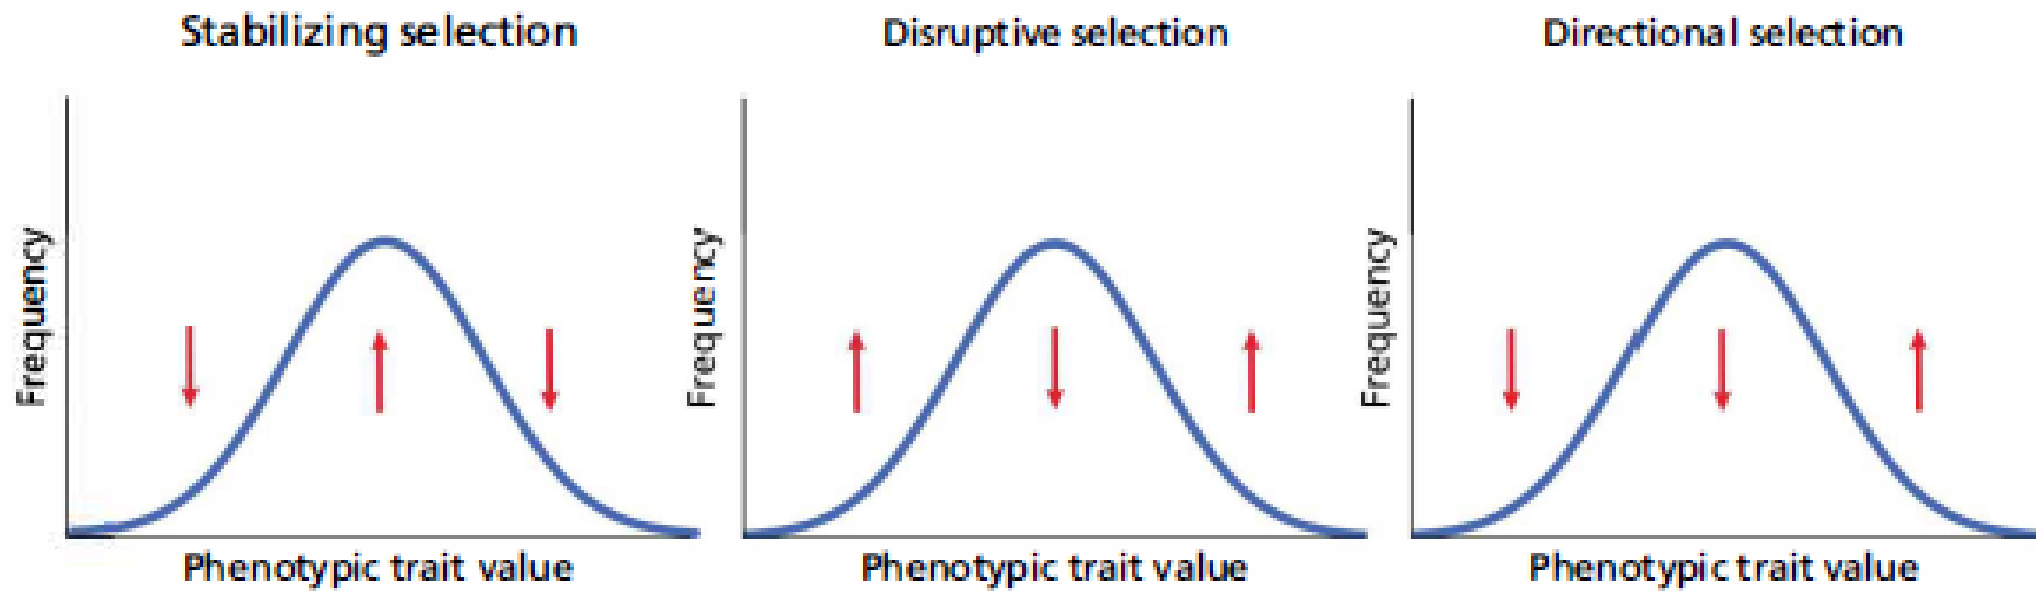 Stabilizing selection
Disruptive selection
Directional selection
Frequency
Frequency
Frequency
Phenotypic trait value
Phenotypic trait value
Phenotypic trait value